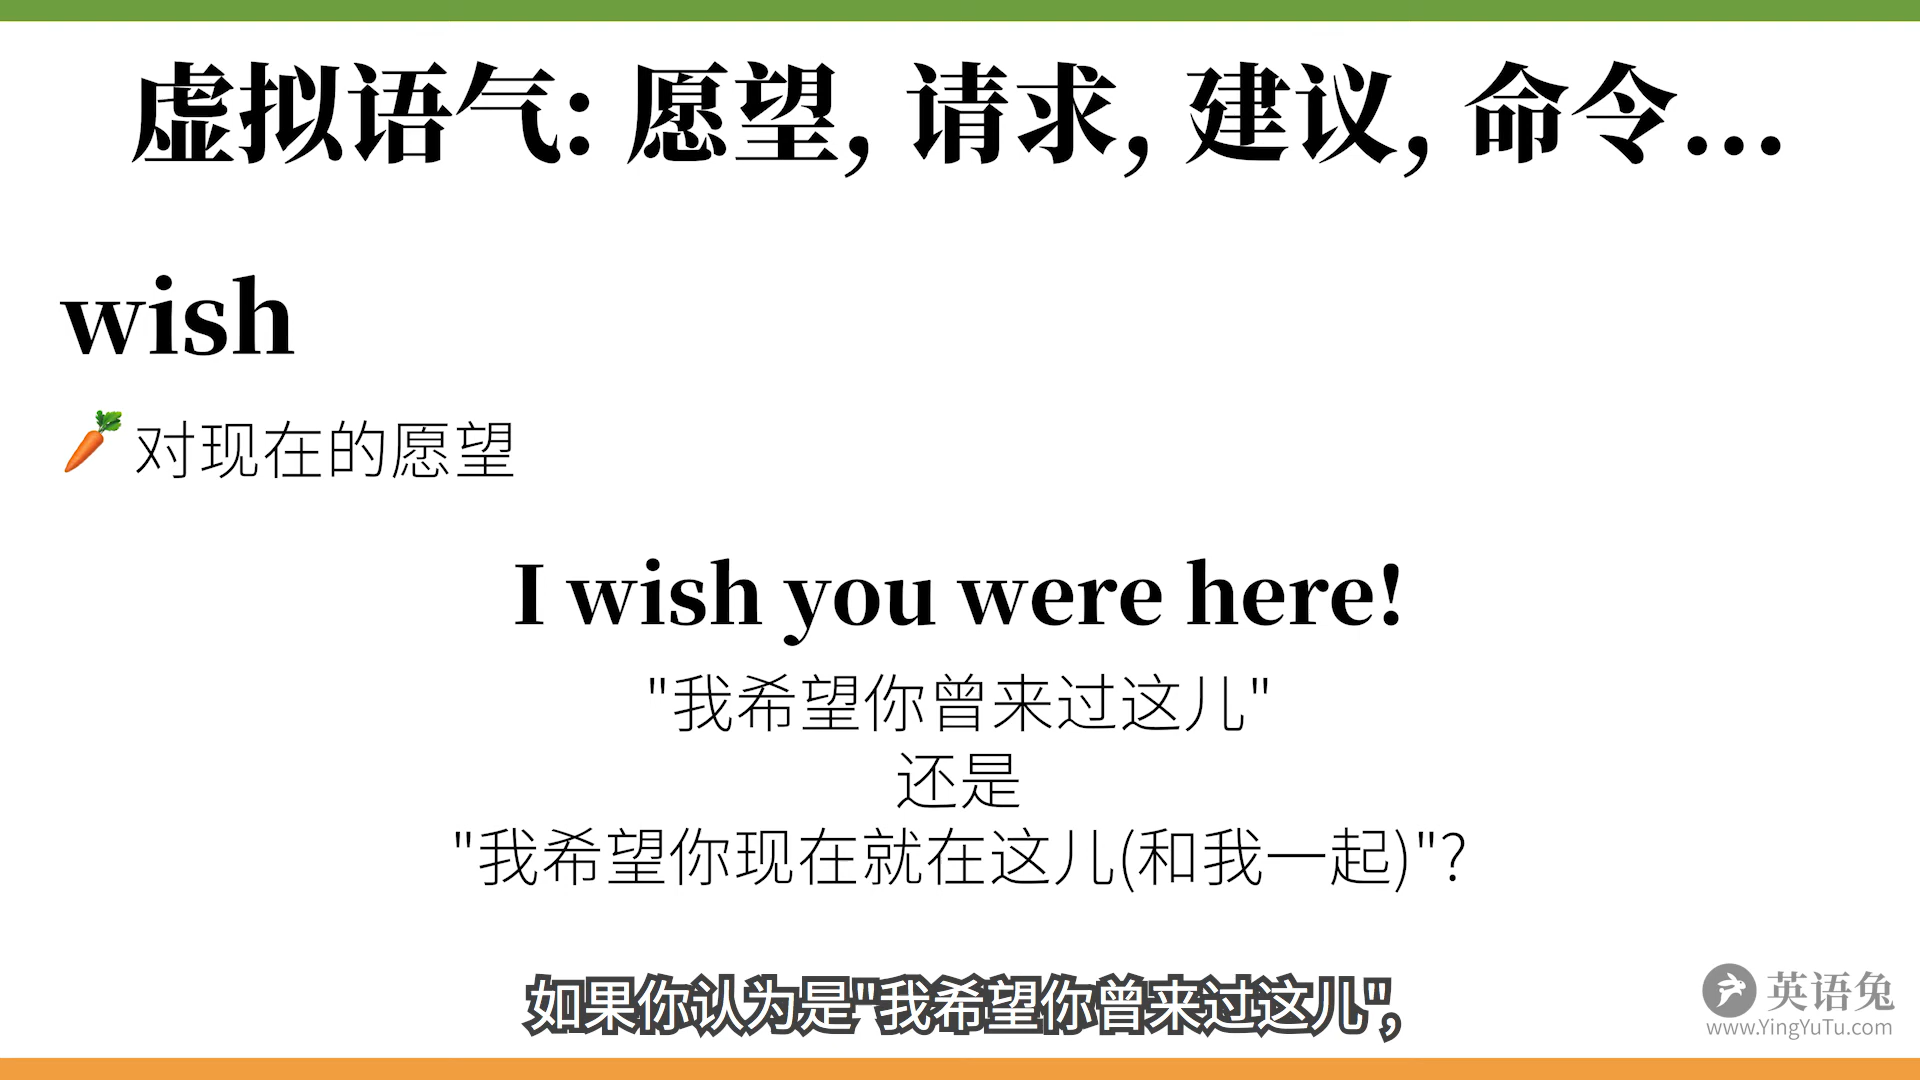 虚拟语气: 愿望, 请求, 建议, 命令...
wish
对现在的愿望
I wish you were here!
"我希望你曾来过这儿"
还是
"我希望你现在就在这儿(和我一起)"?
如果你认为是"我希望你曾来过这儿",
英语兔
www.YingYuTu.com